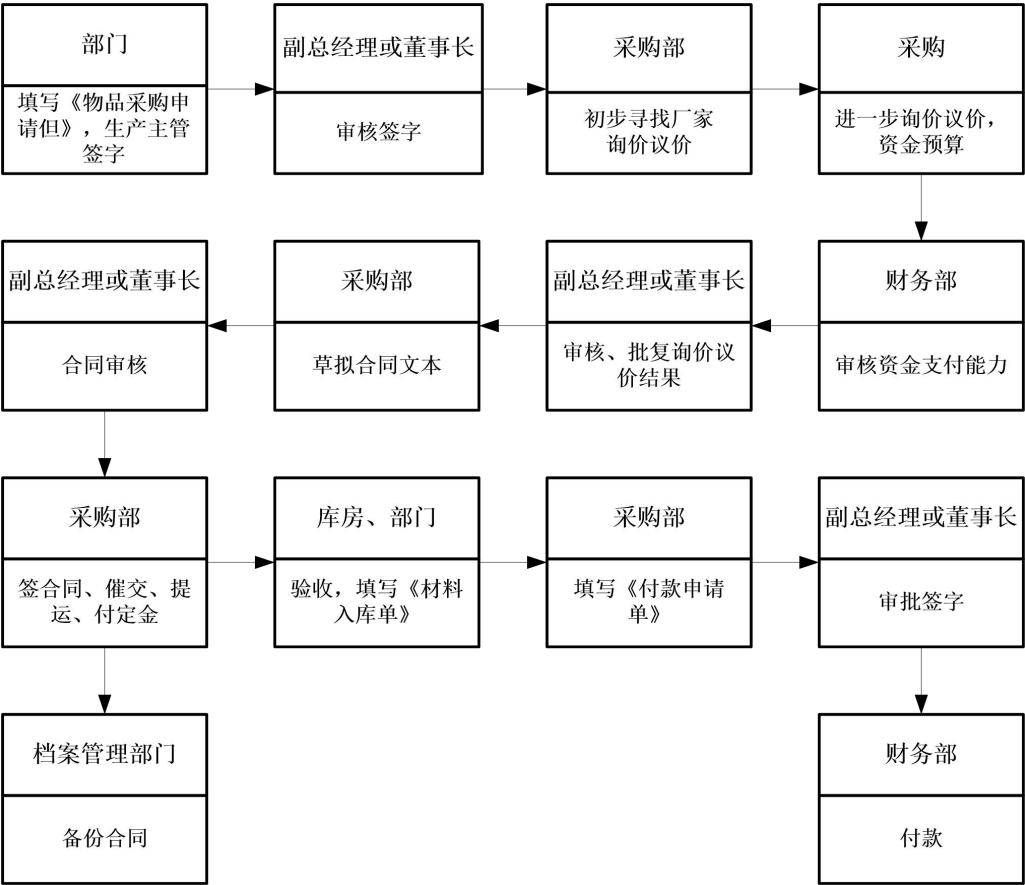 部门
填写《物品采购申
请但》，生产主管
签字
副总经理或董事长
审核签字
采购部
初步寻找厂家
询价议价
采购
进一步询价议价，
资金预算
副总经理或董事长
合同审核
采购部
草拟合同文本
副总经理或董事长
审核、批复询价议
价结果
财务部
审核资金支付能力
采购部
签合同、催交、提
运、付定金
库房、部门
验收，填写《材料
入库单》
采购部
填写《付款申请
单》
副总经理或董事长
审批签字
档案管理部门
备份合同
财务部
付款